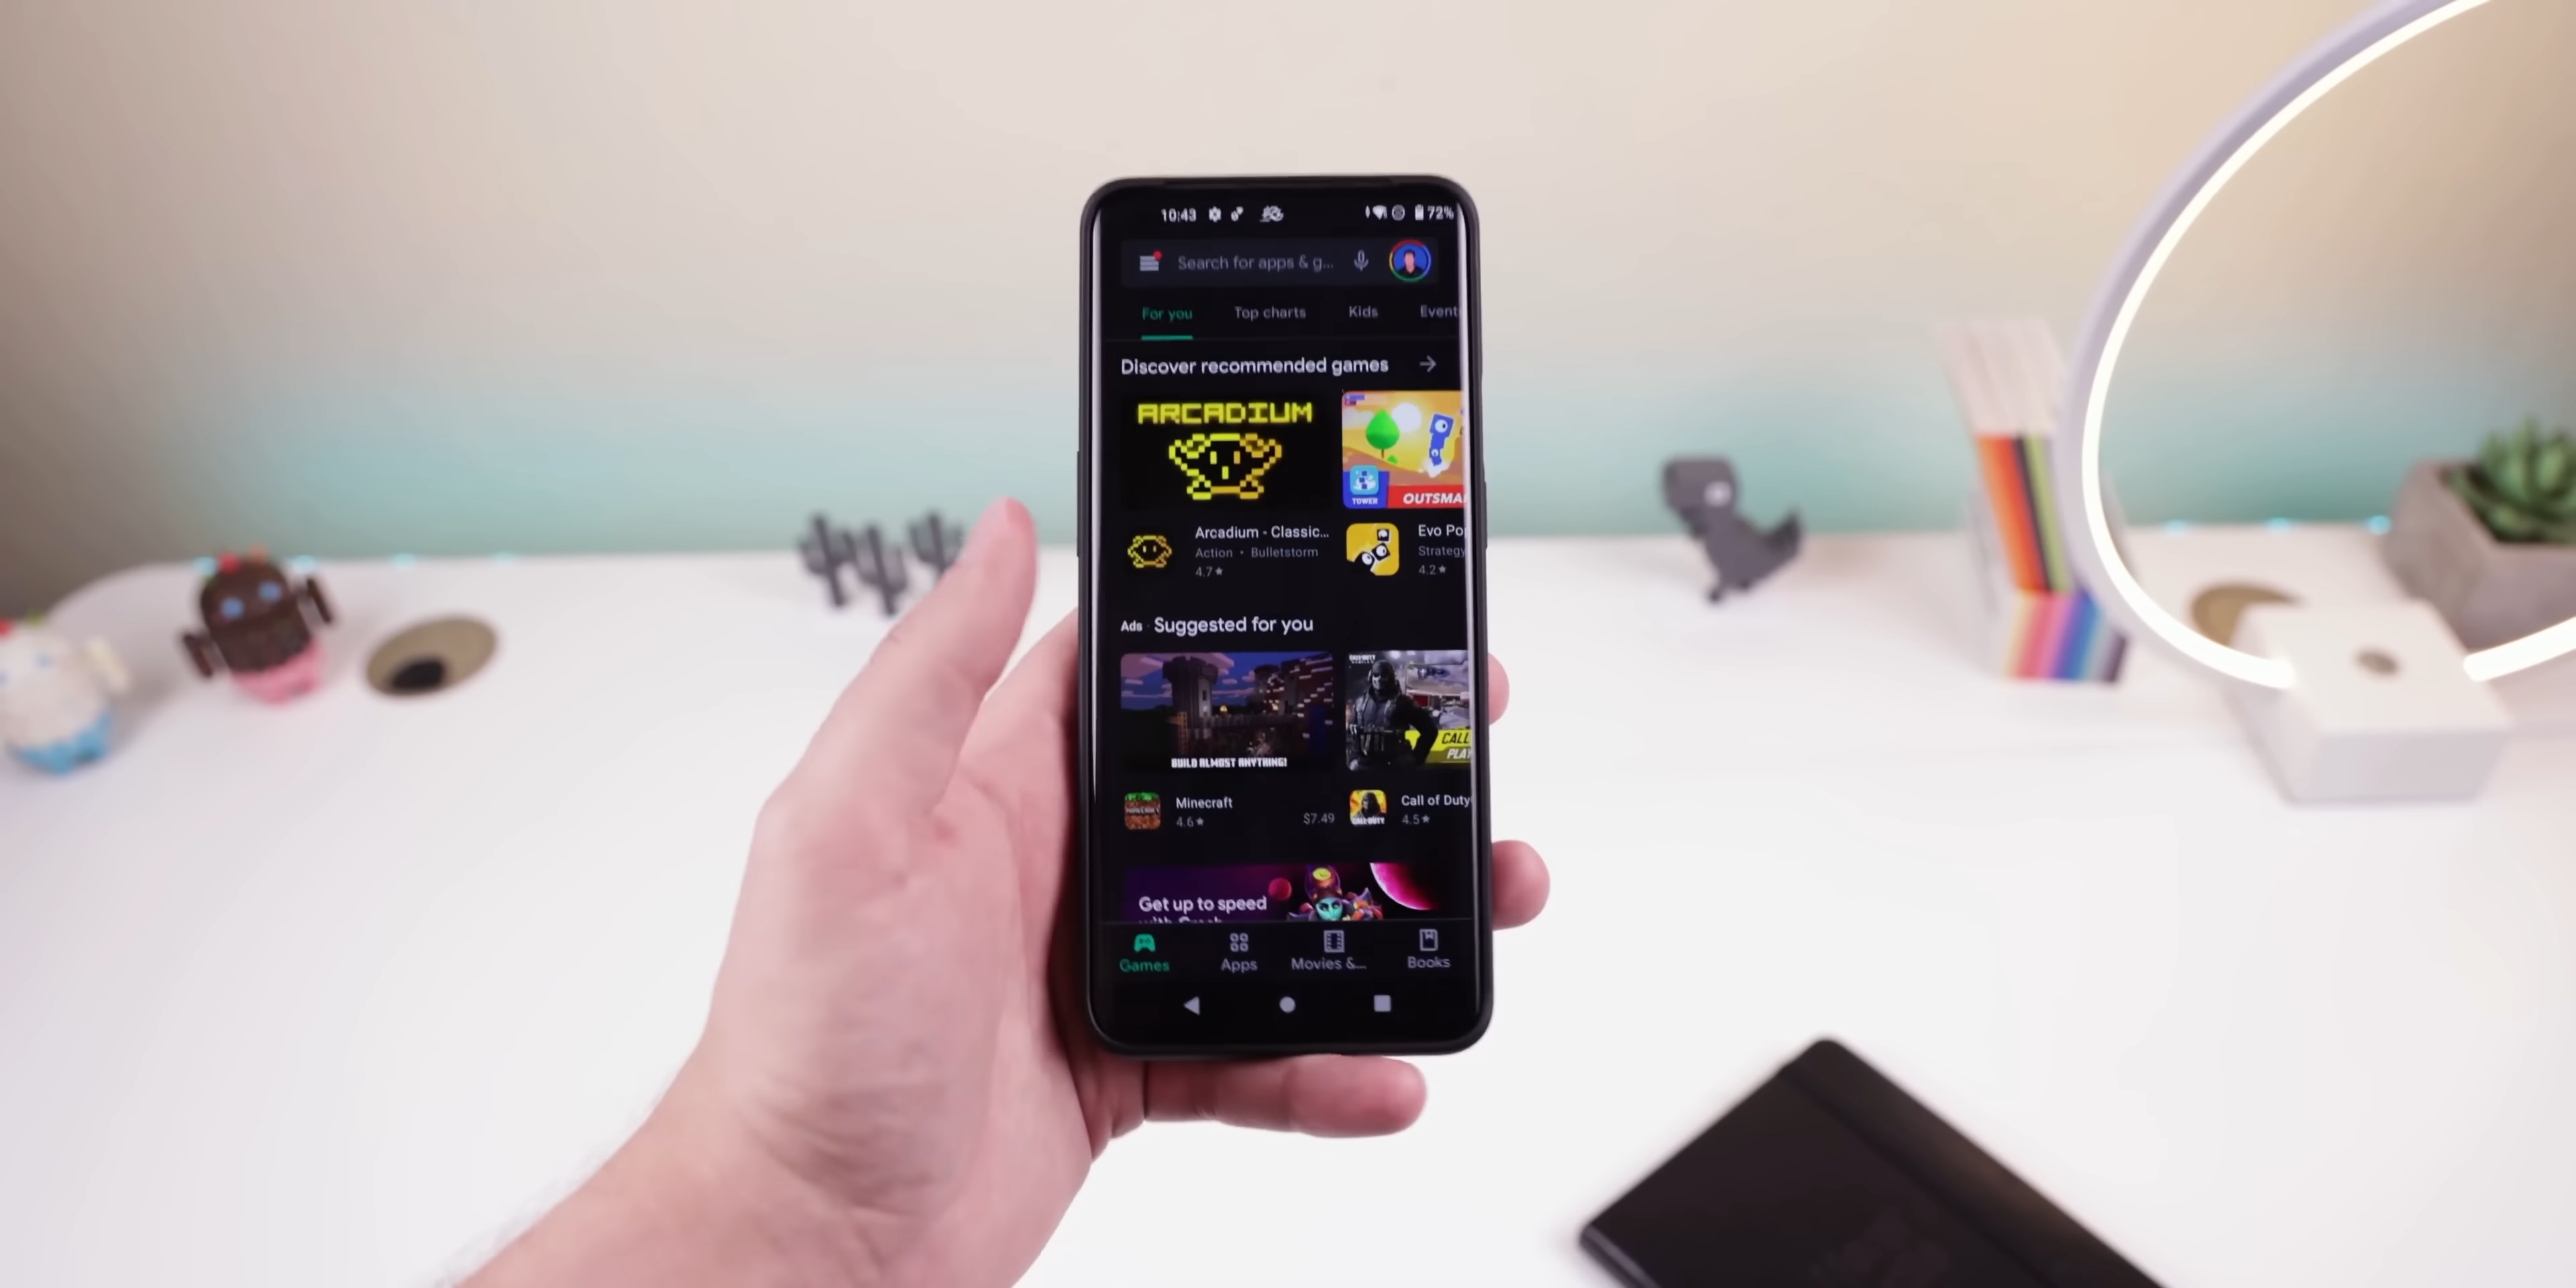 10:43
72%
Search for apps & g...
For you Top charts Kids Event
Discover recommended games
ARCADIUM
TOWER
OUTSMA
Arcadium - Classic...
Action • Bulletstorm
4.7★
Evo Po
Strategy
4.2★
Ads · Suggested for you
BUILD ALMOST ANYTHING!
CALL
PLAY
Minecraft
4.6★
$7.49
Call of Duty
4.5★
Get up to speed
Games Apps Movies &... Books